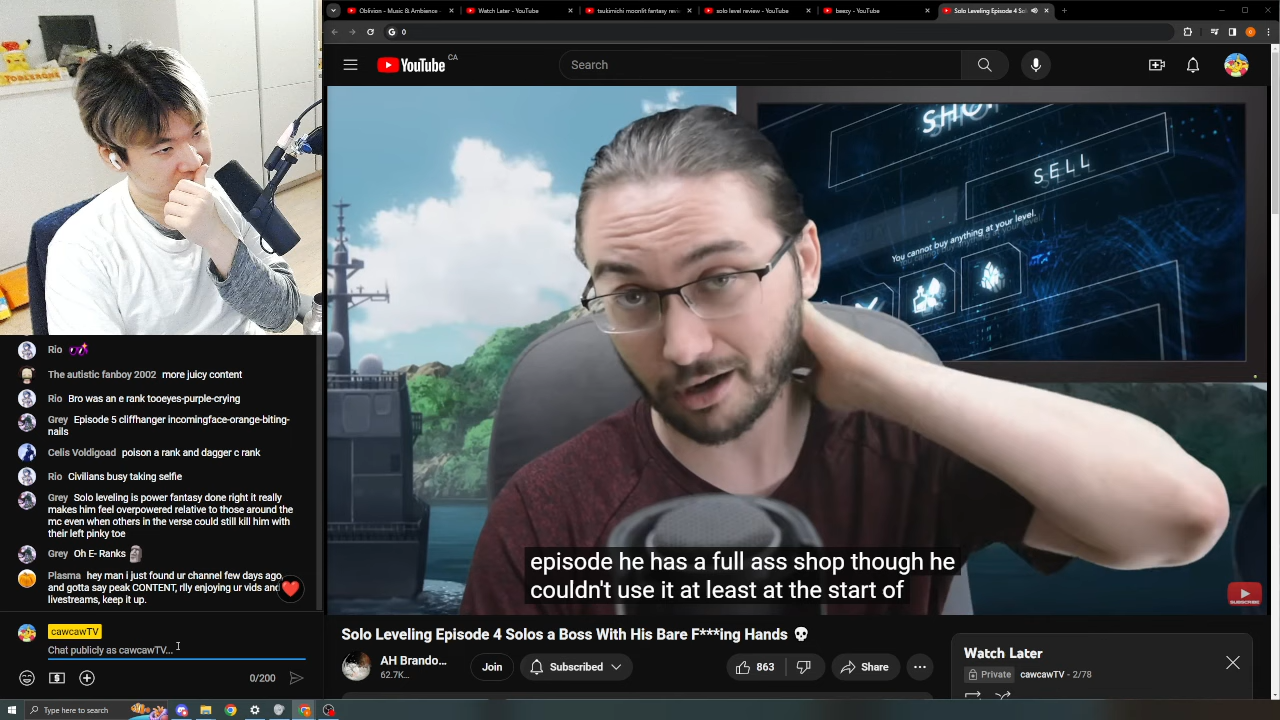 Oblivion - Music & Ambience -
Watch Later - YouTube
tsukimichi moonlit fantasy revi
solo level review - YouTube
beezy - YouTube
Solo Leveling Episode 4 So
0
YouTube CA
Search
TOBLERONE
SHOP
SELL
You cannot buy anything at your level.
episode he has a full ass shop though he
couldn't use it at least at the start of
SUBSCRIBE
Rio
The autistic fanboy 2002 more juicy content
Rio Bro was an e rank tooeyes-purple-crying
Grey Episode 5 cliffhanger incomingface-orange-biting-
nails
Celis Voldigoad poison a rank and dagger c rank
Rio Civilians busy taking selfie
Grey Solo leveling is power fantasy done right it really
makes him feel overpowered relative to those around the
mc even when others in the verse could still kill him with
their left pinky toe
Grey Oh E- Ranks
Plasma hey man i just found ur channel few days ago,
and gotta say peak CONTENT, rlly enjoying ur vids and
livestreams, keep it up.
cawcawTV
Chat publicly as cawcawTV...
0/200
Solo Leveling Episode 4 Solos a Boss With His Bare F***ing Hands
AH Brando...
62.7K...
Join
Subscribed
863
Share
Watch Later
Private cawcawTV - 2/78
Type here to search